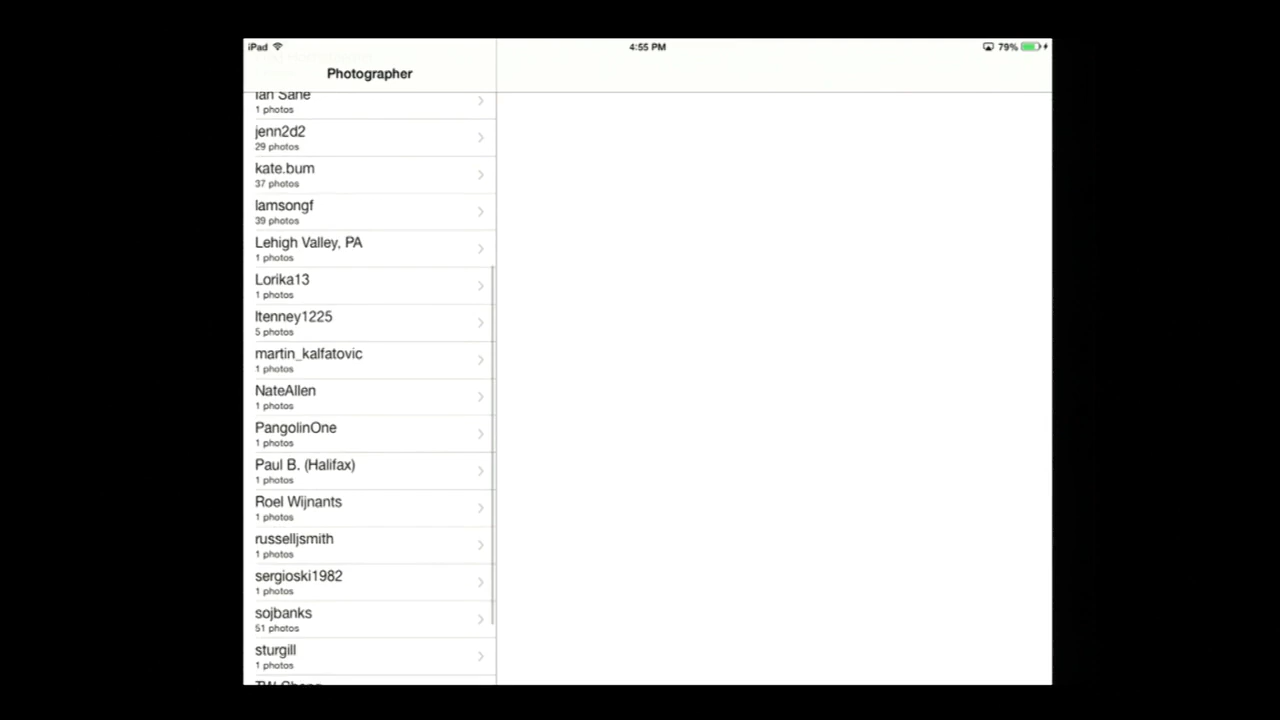 iPad 4:55 PM 79%
Photographer
Ian Sane
1 photos
jenn2d2
29 photos
kate.bum
37 photos
lamsongf
39 photos
Lehigh Valley, PA
1 photos
Lorika13
1 photos
ltenney1225
5 photos
martin_kalfatovic
1 photos
NateAllen
1 photos
PangolinOne
1 photos
Paul B. (Halifax)
1 photos
Roel Wijnants
1 photos
russelljsmith
1 photos
sergioski1982
1 photos
sojbanks
51 photos
sturgill
1 photos